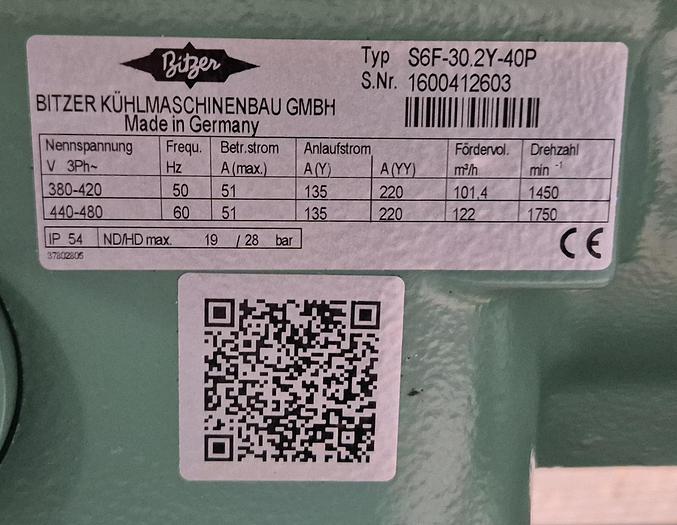 Bitzer
Typ S6F-30.2Y-40P
S.Nr. 1600412603
BITZER KÜHLMASCHINENBAU GMBH
Made in Germany
Nennspannung Frequ. Betr.strom Anlaufstrom Fördervol. Drehzahl
V 3Ph~ Hz A (max.) A (Y) A (YY) m³/h min -1
380-420 50 51 135 220 101,4 1450
440-480 60 51 135 220 122 1750
IP 54 ND/HD max. 19 / 28 bar
37802805
CE